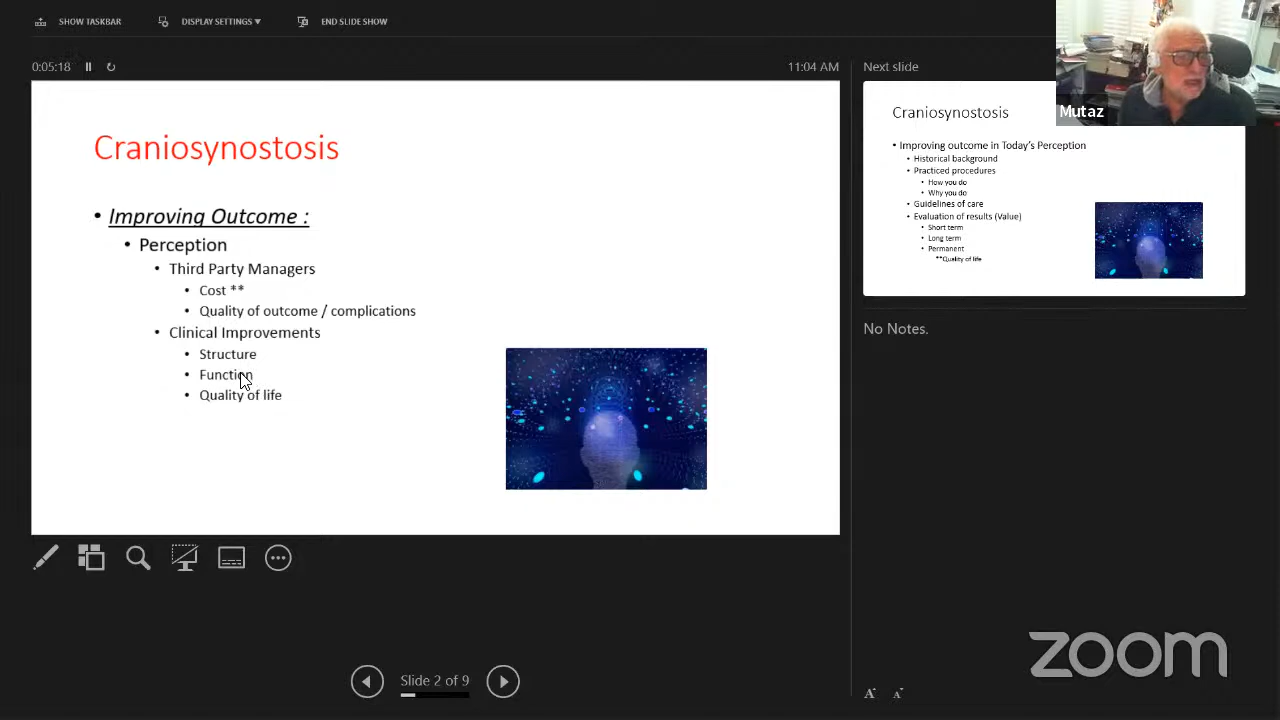 SHOW TASKBAR DISPLAY SETTINGS ▾ END SLIDE SHOW
0:05:18 11:04 AM
Craniosynostosis
• Improving Outcome :
• Perception
• Third Party Managers
• Cost **
• Quality of outcome / complications
• Clinical Improvements
• Structure
• Function
• Quality of life
Slide 2 of 9
Next slide
Mutaz
Craniosynostosis
• Improving outcome in Today's Perception
• Historical background
• Practiced procedures
• How you do
• Why you do
• Guidelines of care
• Evaluation of results (Value)
• Short term
• Long term
• Permanent
**Quality of life
No Notes.
zoom
A A